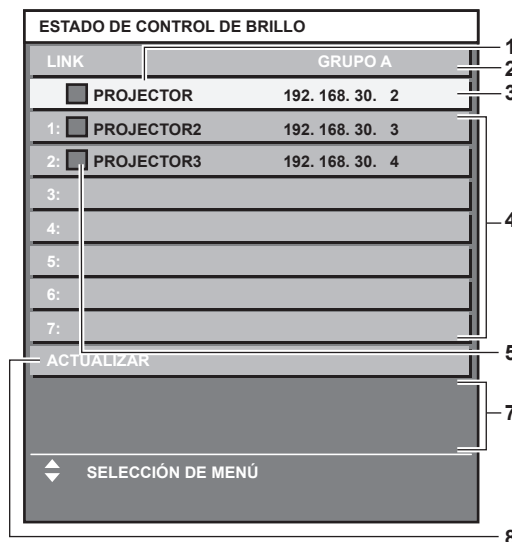 ESTADO DE CONTROL DE BRILLO
LINK GRUPO A
PROJECTOR 192. 168. 30. 2
1: PROJECTOR2 192. 168. 30. 3
2: PROJECTOR3 192. 168. 30. 4
3:
4:
5:
6:
7:
ACTUALIZAR
SELECCIÓN DE MENÚ
1
2
3
4
5
7
8